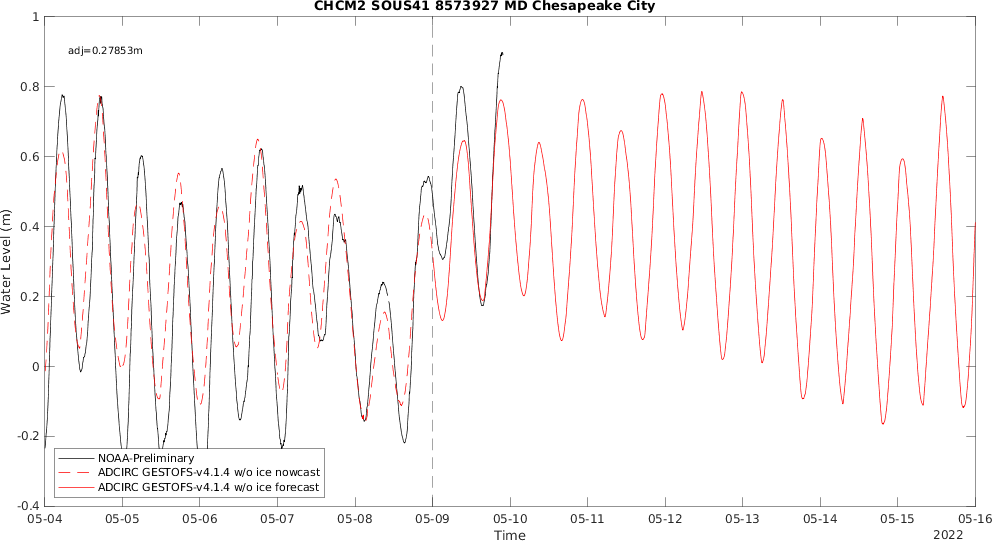 CHCM2 SOUS41 8573927 MD Chesapeake City
adj=0.27853m
1
0.8
0.6
0.4
0.2
0
-0.2
-0.4
Water Level (m)
NOAA-Preliminary
ADCIRC GESTOFS-v4.1.4 w/o ice nowcast
ADCIRC GESTOFS-v4.1.4 w/o ice forecast
05-04 05-05 05-06 05-07 05-08 05-09 05-10 05-11 05-12 05-13 05-14 05-15 05-16
Time
2022